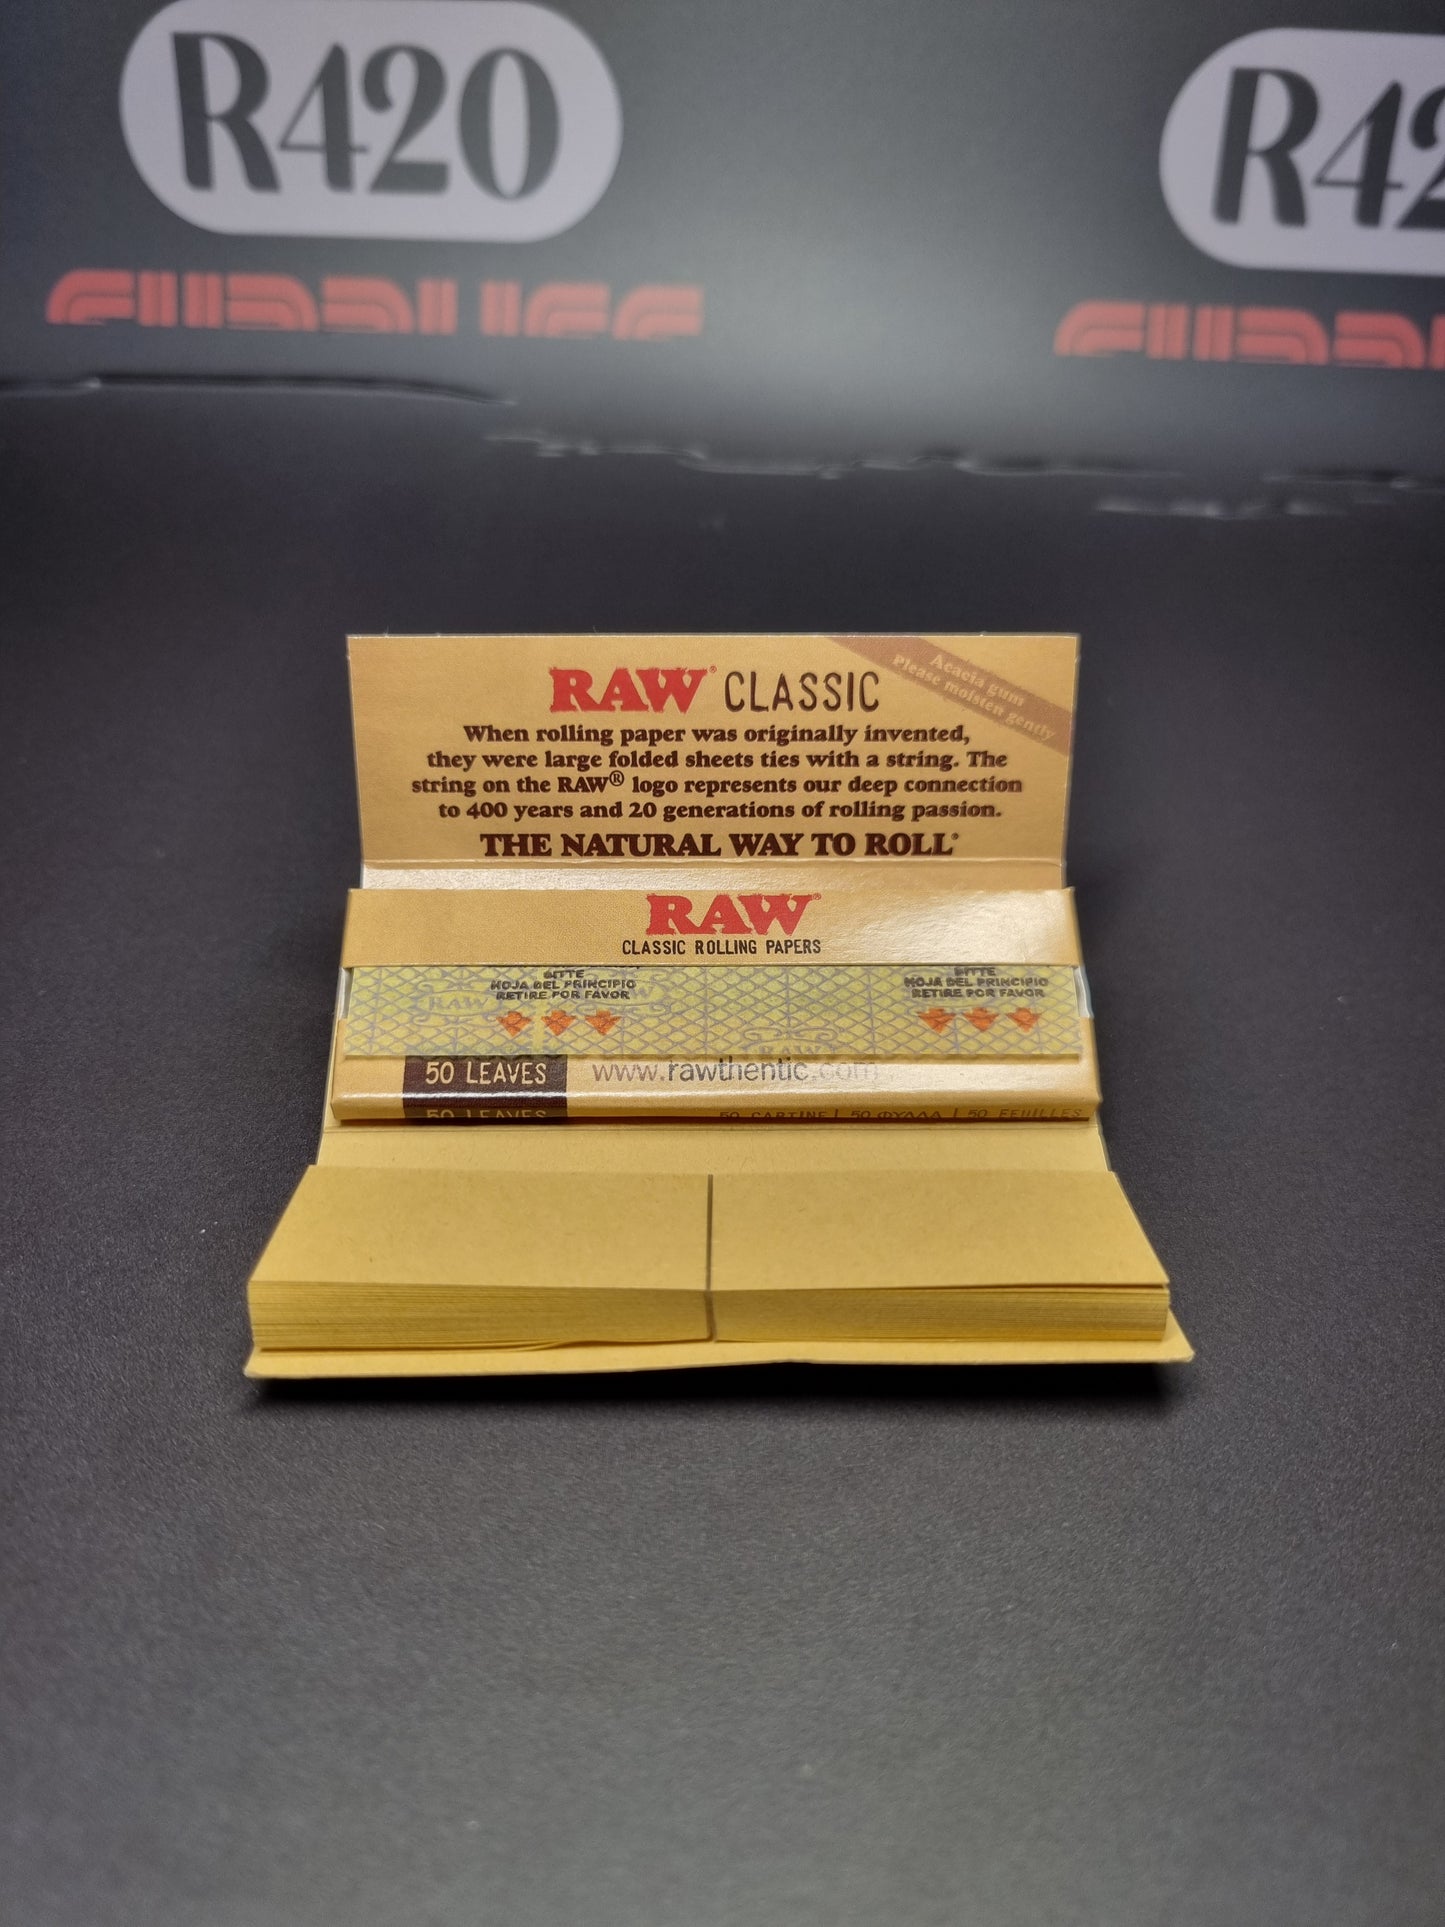 R420
R42
RAW® CLASSIC
Acacia gum
Please moisten gently
When rolling paper was originally invented,
they were large folded sheets ties with a string. The
string on the RAW® logo represents our deep connection
to 400 years and 20 generations of rolling passion.
THE NATURAL WAY TO ROLL®
RAW®
CLASSIC ROLLING PAPERS
BITTE
HOJA DEL PRINCIPIO
RETIRE POR FAVOR
BITTE
HOJA DEL PRINCIPIO
RETIRE POR FAVOR
RAW
RAW
50 LEAVES
www.rawthentic.com
50 LEAVES
50 CARTINE | 50 ΦΥΛΛΑ | 50 FEUILLES